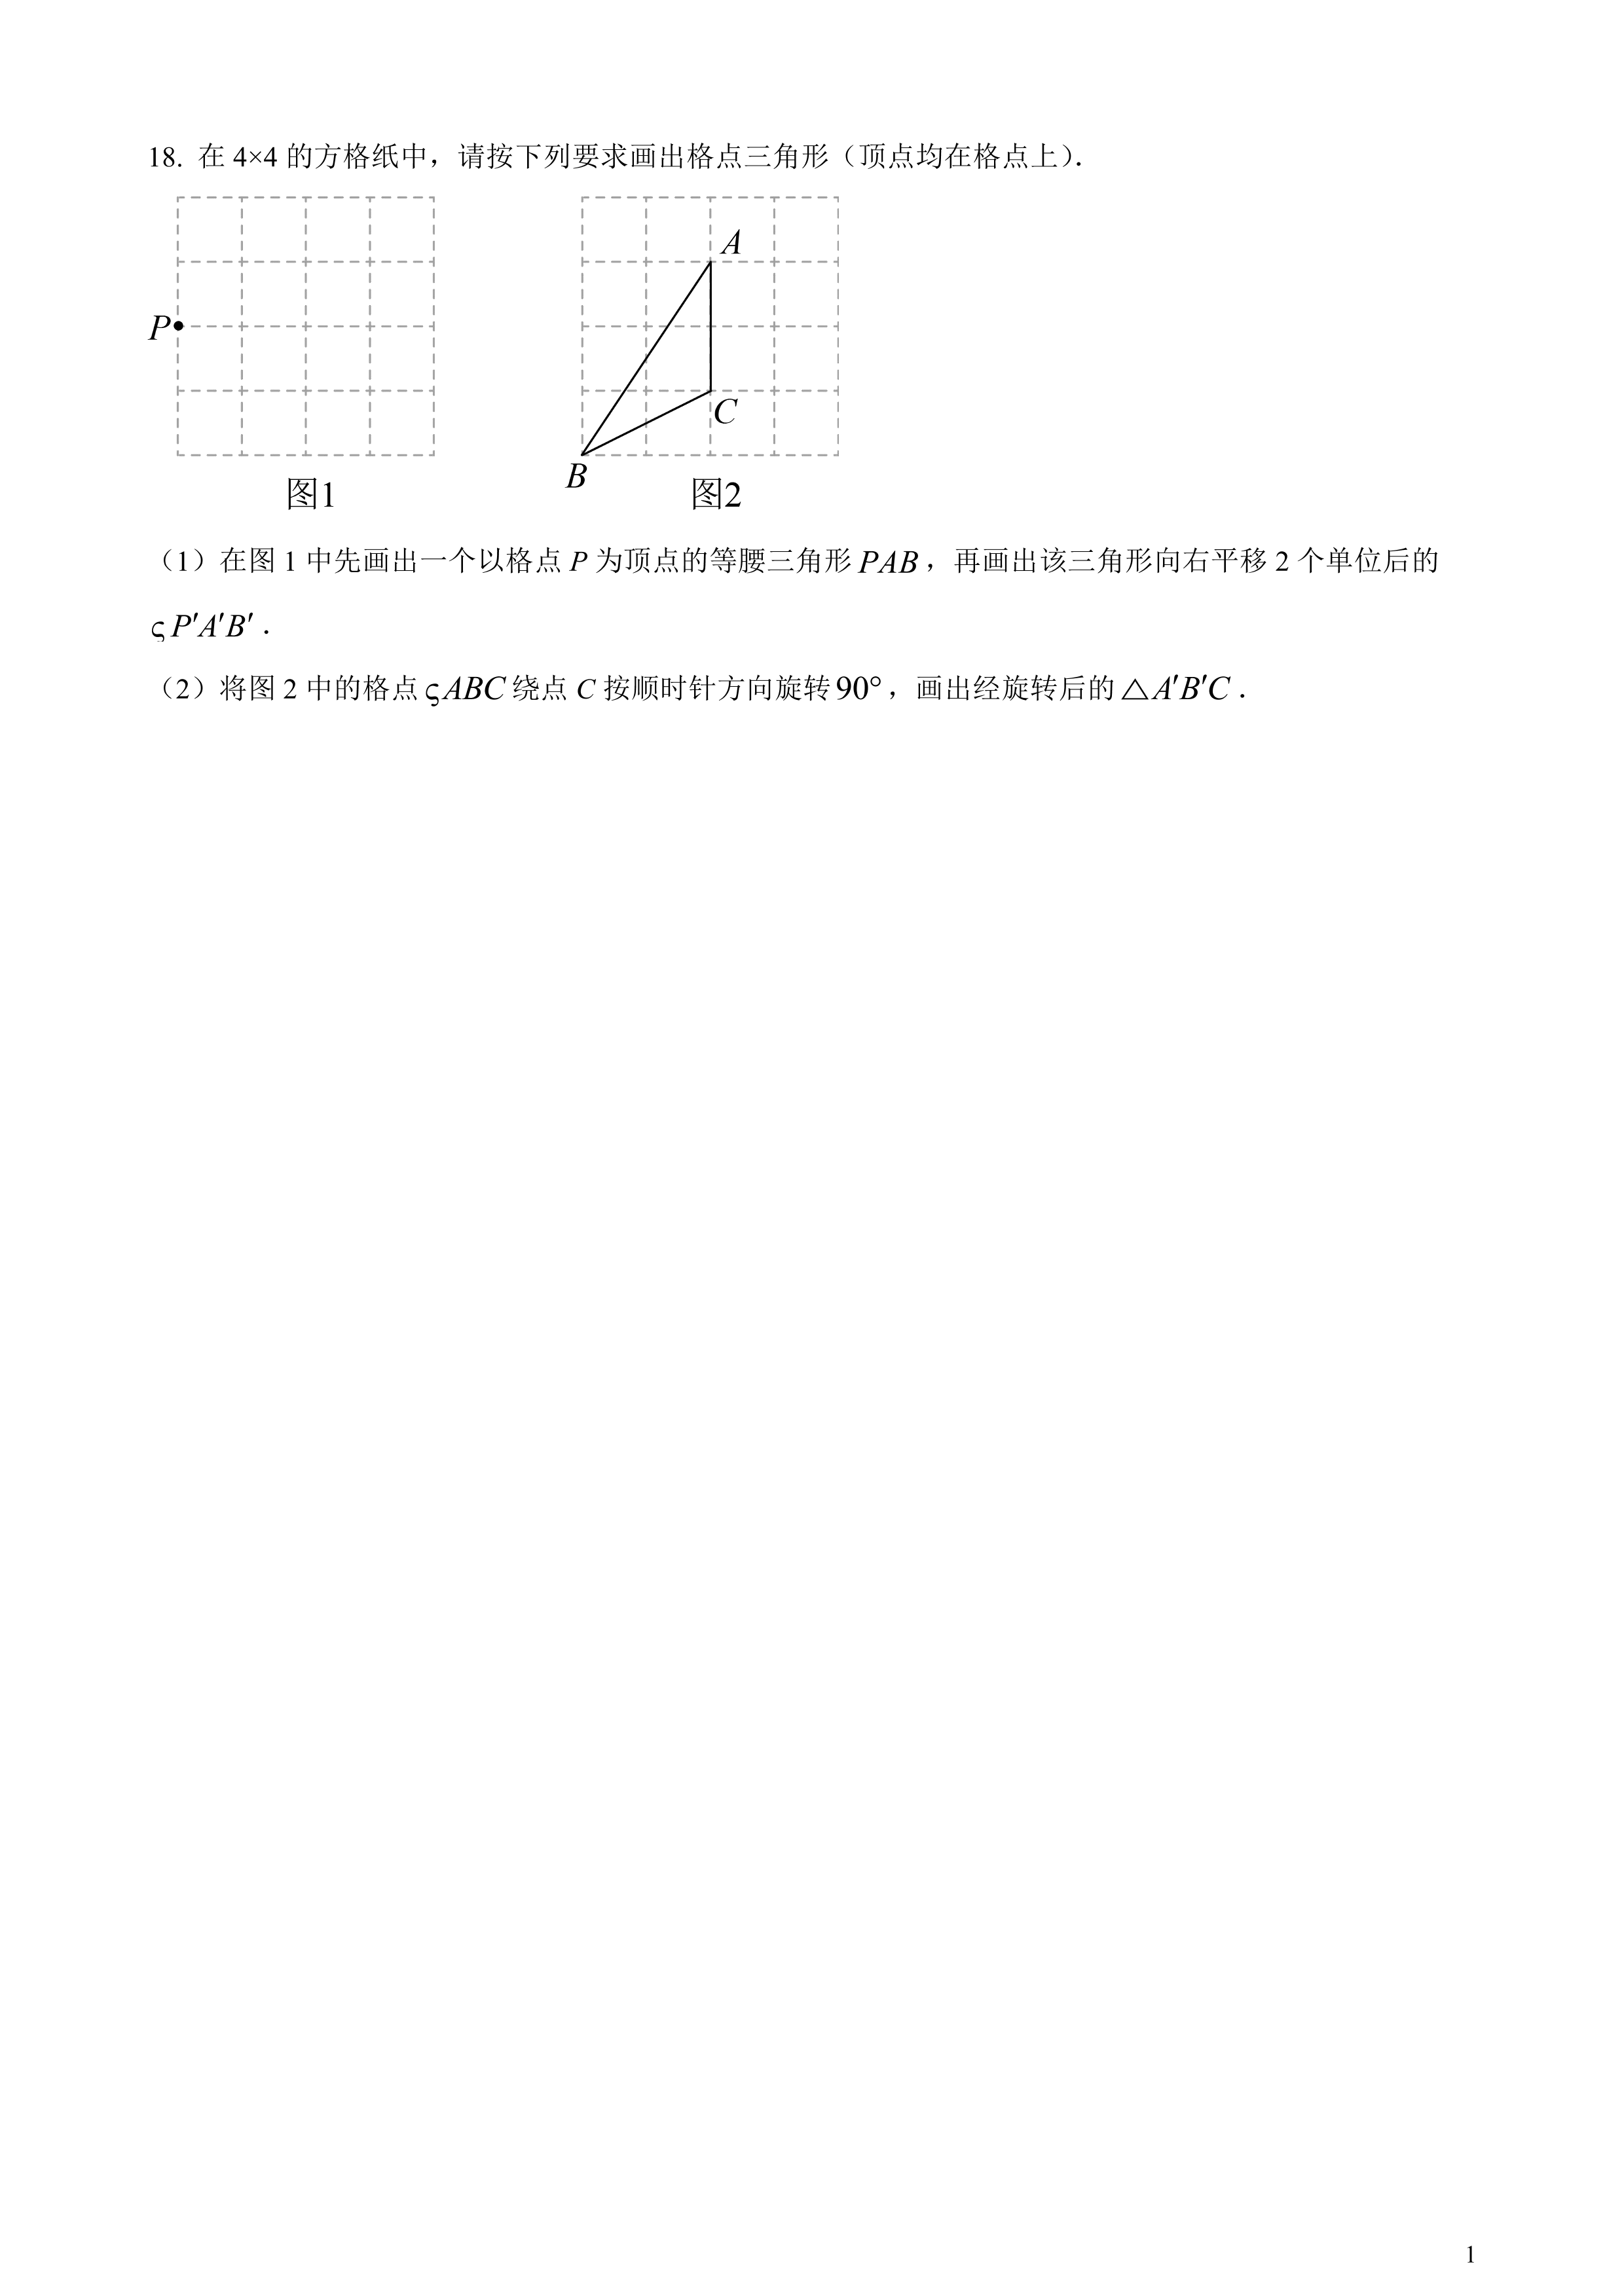 18. 在 4×4 的方格纸中，请按下列要求画出格点三角形（顶点均在格点上）.
A
P
C
B
图1 图2
（1）在图 1 中先画出一个以格点 P 为顶点的等腰三角形 PAB，再画出该三角形向右平移 2 个单位后的
ςP′A′B′.
（2）将图 2 中的格点 ςABC 绕点 C 按顺时针方向旋转 90°，画出经旋转后的 △A′B′C.
1